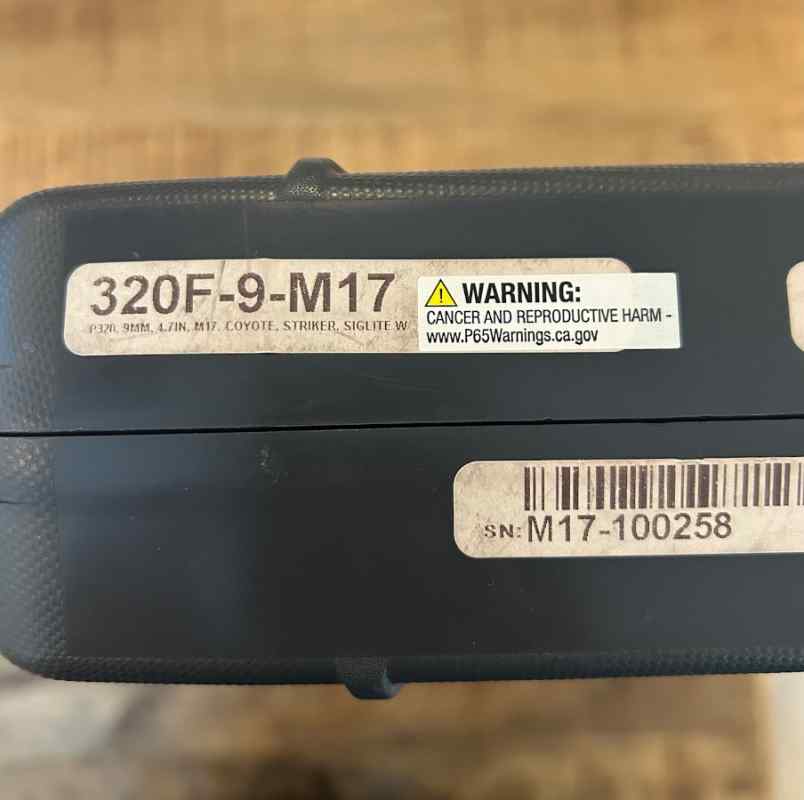 320F-9-M17
P320, 9MM, 4.7IN, M17, COYOTE, STRIKER, SIGLITE W
WARNING:
CANCER AND REPRODUCTIVE HARM -
www.P65Warnings.ca.gov
SN: M17-100258